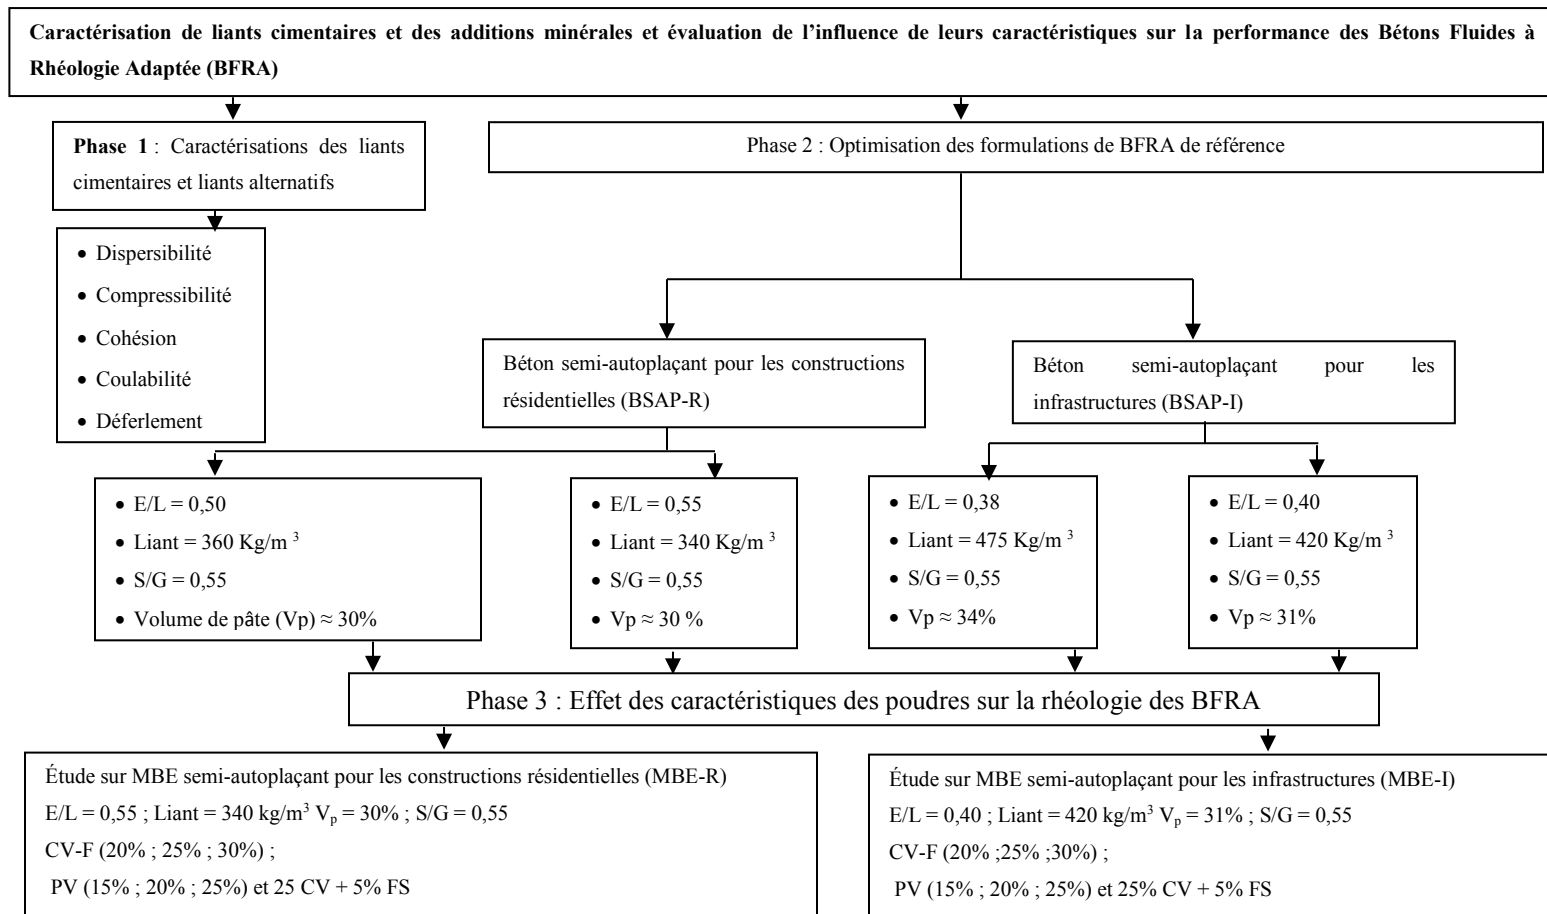 Caractérisation de liants cimentaires et des additions minérales et évaluation de l’influence de leurs caractéristiques sur la performance des Bétons Fluides à
Rhéologie Adaptée (BFRA)
Phase 1 : Caractérisations des liants
cimentaires et liants alternatifs
Phase 2 : Optimisation des formulations de BFRA de référence
• Dispersibilité
• Compressibilité
• Cohésion
• Coulabilité
• Déferlement
Béton semi-autoplaçant pour les constructions
résidentielles (BSAP-R)
Béton semi-autoplaçant pour les
infrastructures (BSAP-I)
• E/L = 0,50
• Liant = 360 Kg/m ³
• S/G = 0,55
• Volume de pâte (Vp) ≈ 30%
• E/L = 0,55
• Liant = 340 Kg/m ³
• S/G = 0,55
• Vp ≈ 30 %
• E/L = 0,38
• Liant = 475 Kg/m ³
• S/G = 0,55
• Vp ≈ 34%
• E/L = 0,40
• Liant = 420 Kg/m ³
• S/G = 0,55
• Vp ≈ 31%
Phase 3 : Effet des caractéristiques des poudres sur la rhéologie des BFRA
Étude sur MBE semi-autoplaçant pour les constructions résidentielles (MBE-R)
E/L = 0,55 ; Liant = 340 kg/m³ Vₚ = 30% ; S/G = 0,55
CV-F (20% ; 25% ; 30%) ;
PV (15% ; 20% ; 25%) et 25 CV + 5% FS
Étude sur MBE semi-autoplaçant pour les infrastructures (MBE-I)
E/L = 0,40 ; Liant = 420 kg/m³ Vₚ = 31% ; S/G = 0,55
CV-F (20% ;25% ;30%) ;
PV (15% ; 20% ; 25%) et 25% CV + 5% FS